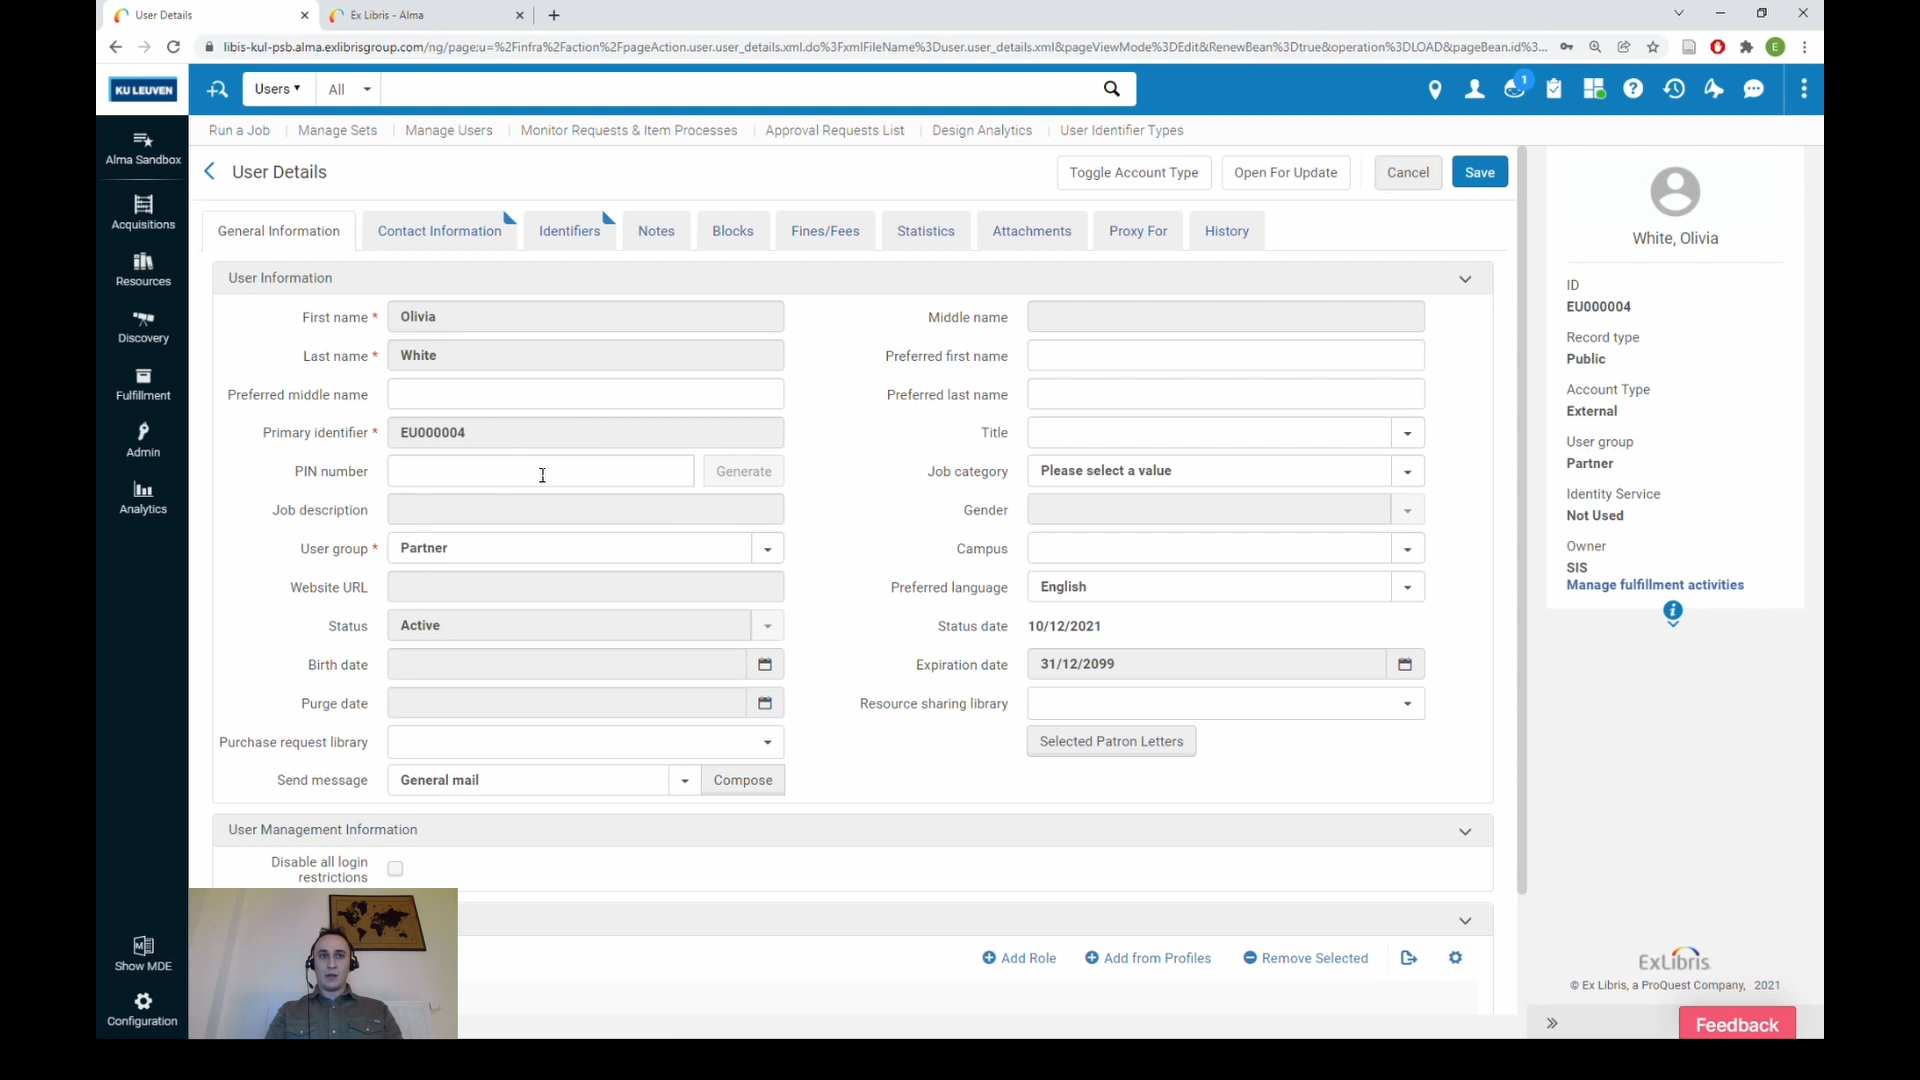 User Details
Ex Libris - Alma
libis-kul-psb.alma.exlibrisgroup.com/ng/page;u=%2Finfra%2Faction%2FpageAction.user.user_details.xml.do%3FxmlFileName%3Duser.user_details.xml&pageViewMode%3DEdit&RenewBean%3Dtrue&operation%3DLOAD&pageBean.id%3...
E
KU LEUVEN
Users
All
1
Run a Job
Manage Sets
Manage Users
Monitor Requests & Item Processes
Approval Requests List
Design Analytics
User Identifier Types
Alma Sandbox
Acquisitions
Resources
Discovery
Fulfillment
Admin
Analytics
Show MDE
Configuration
User Details
Toggle Account Type
Open For Update
Cancel
Save
General Information
Contact Information
Identifiers
Notes
Blocks
Fines/Fees
Statistics
Attachments
Proxy For
History
User Information
First name * Olivia
Middle name
Last name * White
Preferred first name
Preferred middle name
Preferred last name
Primary identifier * EU000004
Title
PIN number
Generate
Job category Please select a value
Job description
Gender
User group * Partner
Campus
Website URL
Preferred language English
Status Active
Status date 10/12/2021
Birth date
Expiration date 31/12/2099
Purge date
Resource sharing library
Purchase request library
Selected Patron Letters
Send message General mail
Compose
User Management Information
Disable all login
restrictions
Add Role
Add from Profiles
Remove Selected
White, Olivia
ID
EU000004
Record type
Public
Account Type
External
User group
Partner
Identity Service
Not Used
Owner
SIS
Manage fulfillment activities
ExLibris
© Ex Libris, a ProQuest Company, 2021
Feedback